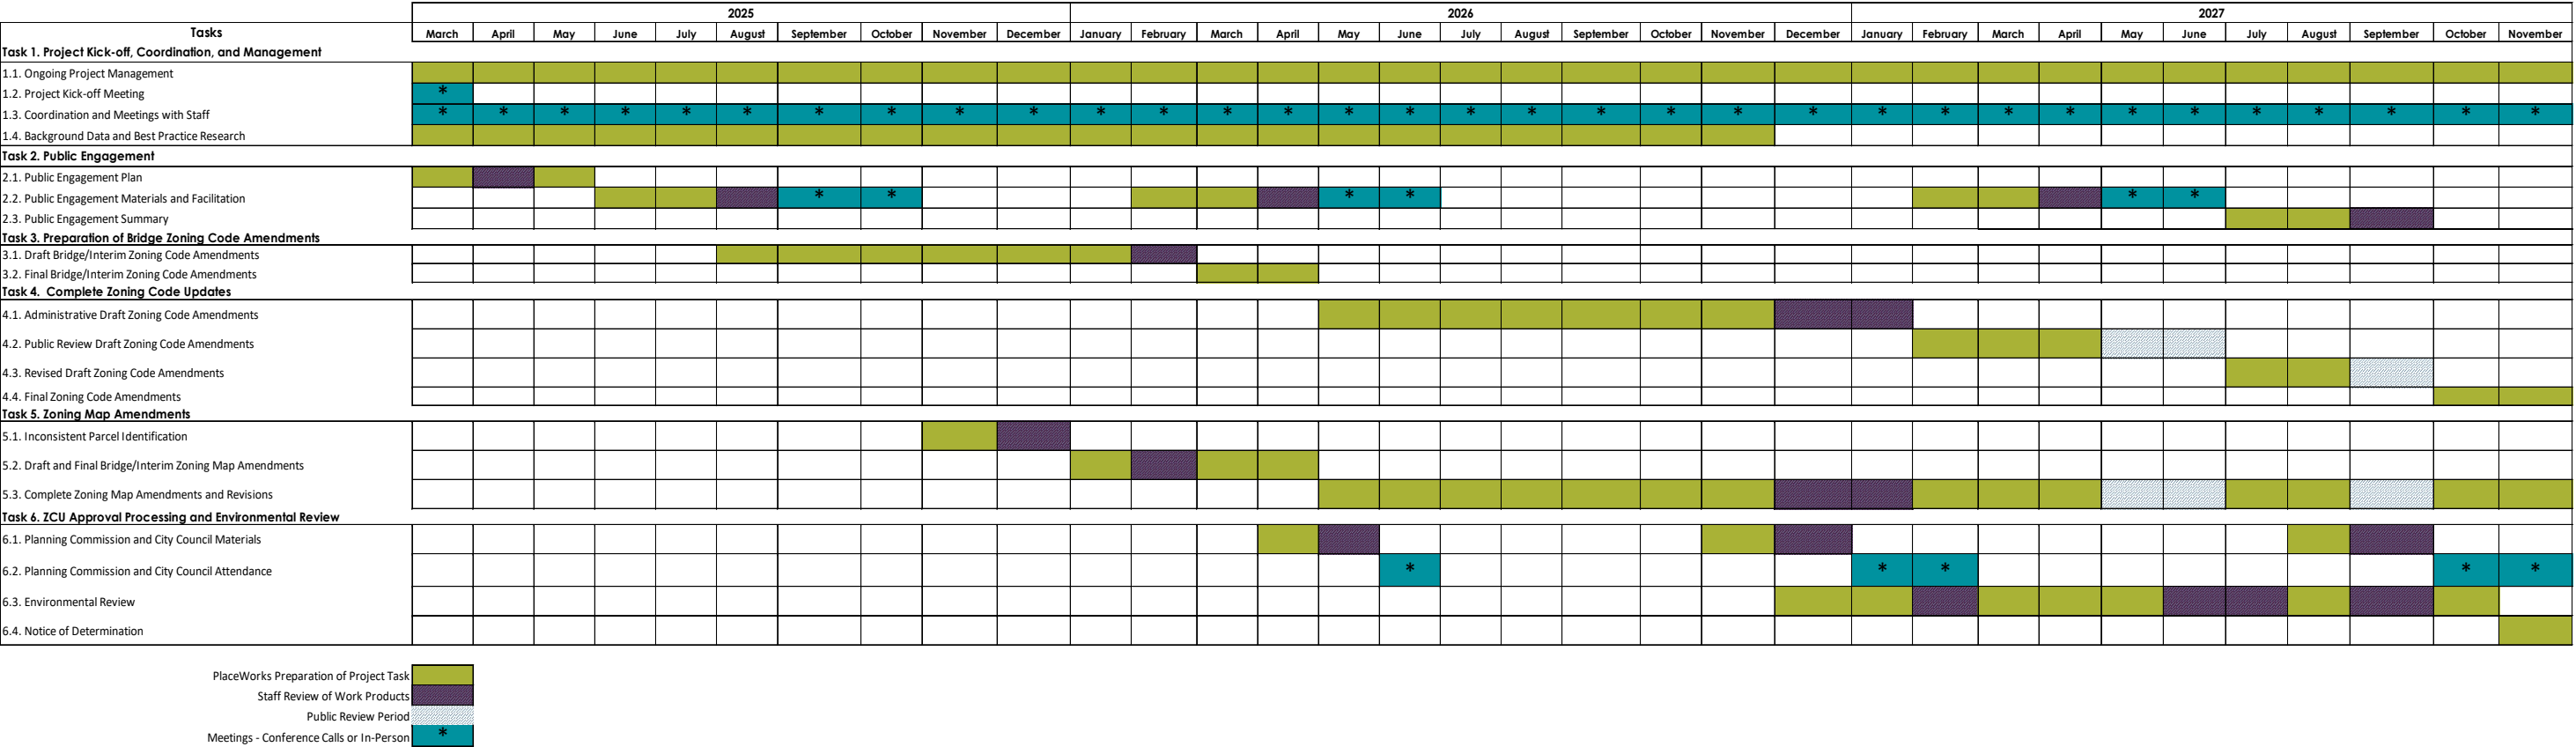 2025 2026 2027
Tasks March April May June July August September October November December January February March April May June July August September October November December January February March April May June July August September October November
Task 1. Project Kick-off, Coordination, and Management
1.1. Ongoing Project Management
1.2. Project Kick-off Meeting *
1.3. Coordination and Meetings with Staff * * * * * * * * * * * * * * * * * * * * * * * * * * * * * * * * *
1.4. Background Data and Best Practice Research
Task 2. Public Engagement
2.1. Public Engagement Plan
2.2. Public Engagement Materials and Facilitation * * * * * *
2.3. Public Engagement Summary
Task 3. Preparation of Bridge Zoning Code Amendments
3.1. Draft Bridge/Interim Zoning Code Amendments
3.2. Final Bridge/Interim Zoning Code Amendments
Task 4. Complete Zoning Code Updates
4.1. Administrative Draft Zoning Code Amendments
4.2. Public Review Draft Zoning Code Amendments
4.3. Revised Draft Zoning Code Amendments
4.4. Final Zoning Code Amendments
Task 5. Zoning Map Amendments
5.1. Inconsistent Parcel Identification
5.2. Draft and Final Bridge/Interim Zoning Map Amendments
5.3. Complete Zoning Map Amendments and Revisions
Task 6. ZCU Approval Processing and Environmental Review
6.1. Planning Commission and City Council Materials
6.2. Planning Commission and City Council Attendance * * * * *
6.3. Environmental Review
6.4. Notice of Determination
PlaceWorks Preparation of Project Task
Staff Review of Work Products
Public Review Period
Meetings - Conference Calls or In-Person *